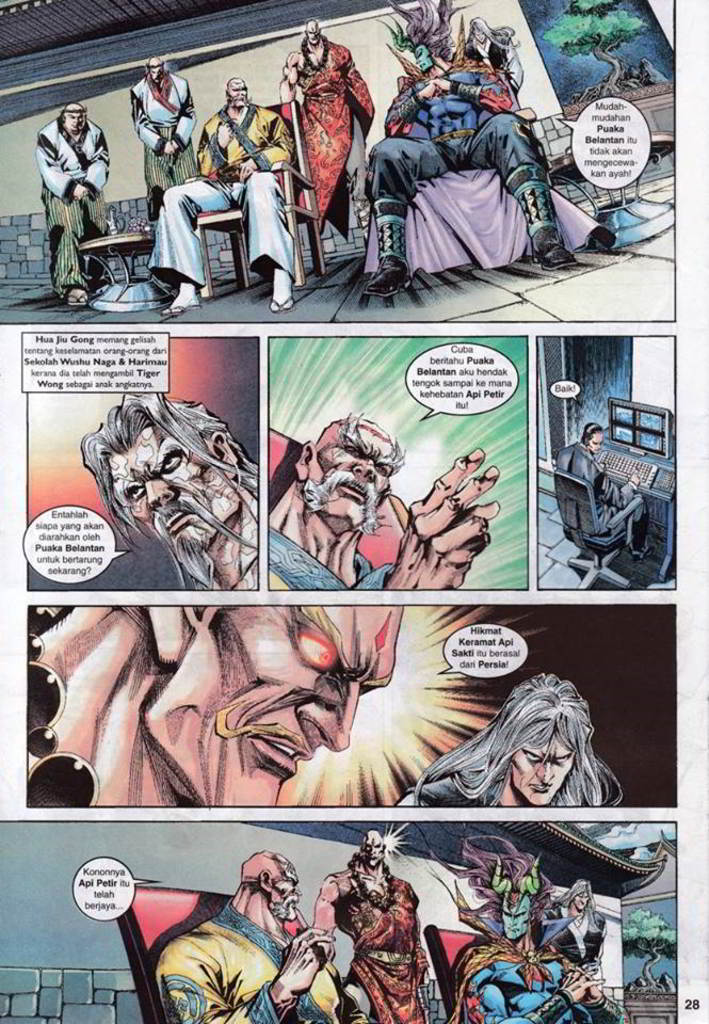 Mudah-
mudahan
Puaka
Belantan itu
tidak akan
mengecewa-
kan ayah!
Hua Jiu Gong memang gelisah
tentang keselamatan orang-orang dari
Sekolah Wushu Naga & Harimau
kerana dia telah mengambil Tiger
Wong sebagai anak angkatnya.
Entahlah
siapa yang akan
diarahkan oleh
Puaka Belantan
untuk bertarung
sekarang?
Cuba
beritahu Puaka
Belantan aku hendak
tengok sampai ke mana
kehebatan Api Petir
itu!
Baik!
Hikmat
Keramat Api
Sakti itu berasal
dari Persia!
Kononnya
Api Petir itu
telah
berjaya...
28